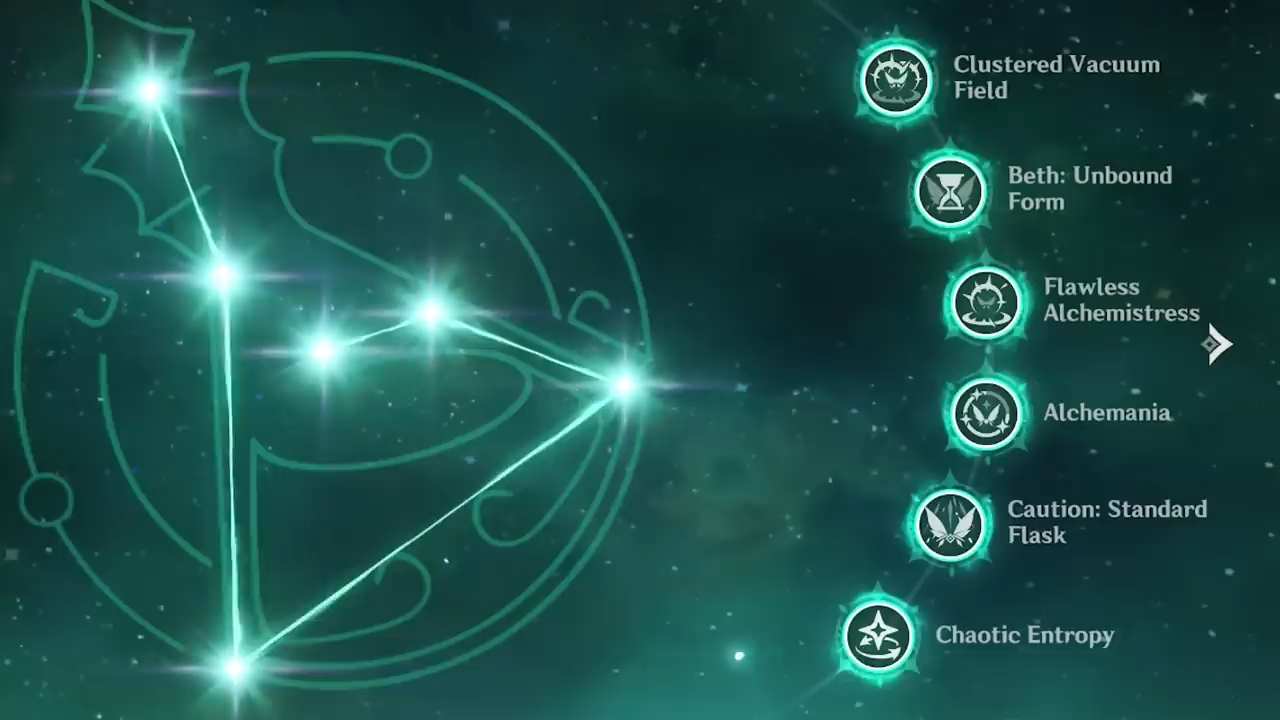 Clustered Vacuum
Field
Beth: Unbound
Form
Flawless
Alchemistress
Alchemania
Caution: Standard
Flask
Chaotic Entropy